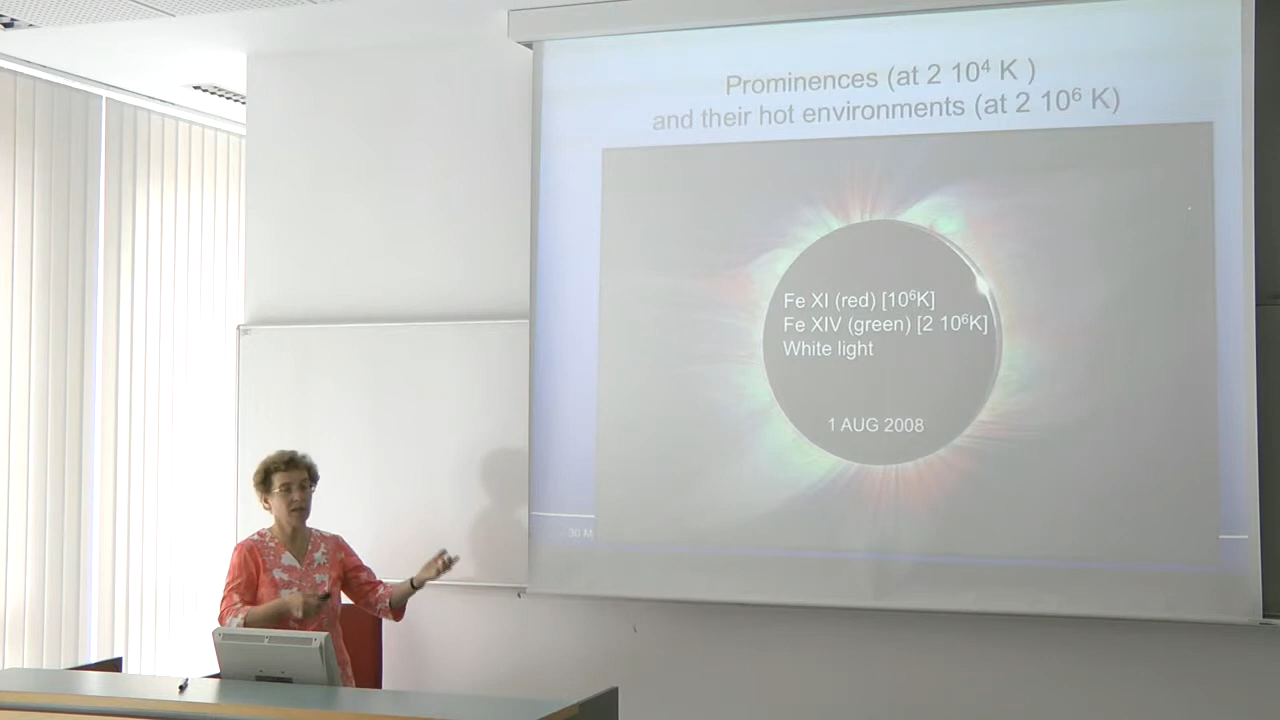 Prominences (at 2 10⁴ K )
and their hot environments (at 2 10⁶ K)
Fe XI (red) [10⁶K]
Fe XIV (green) [2 10⁶K]
White light
1 AUG 2008
30 M